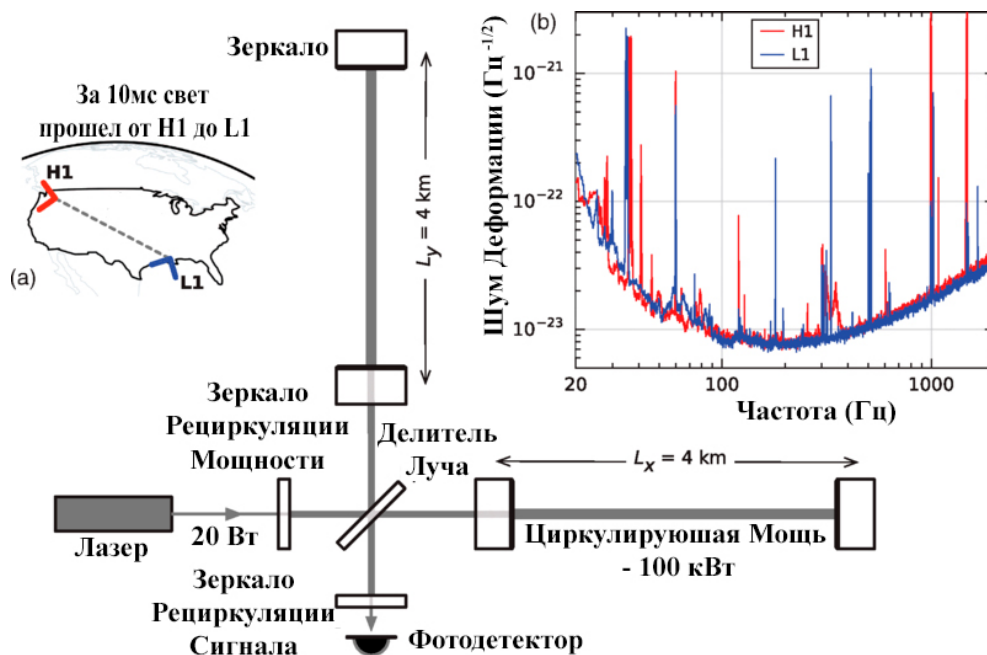 Зеркало
За 10мс свет
прошел от H1 до L1
H1
L1
(a)
L_y = 4 km
(b)
H1
L1
Шум Деформации (Гц -1/2)
10^-21
10^-22
10^-23
20
100
1000
Частота (Гц)
Зеркало
Рециркуляции
Мощности
Делитель
Луча
L_x = 4 km
Лазер
20 Вт
Циркулируюшая Мощь
- 100 кВт
Зеркало
Рециркуляции
Сигнала
Фотодетектор